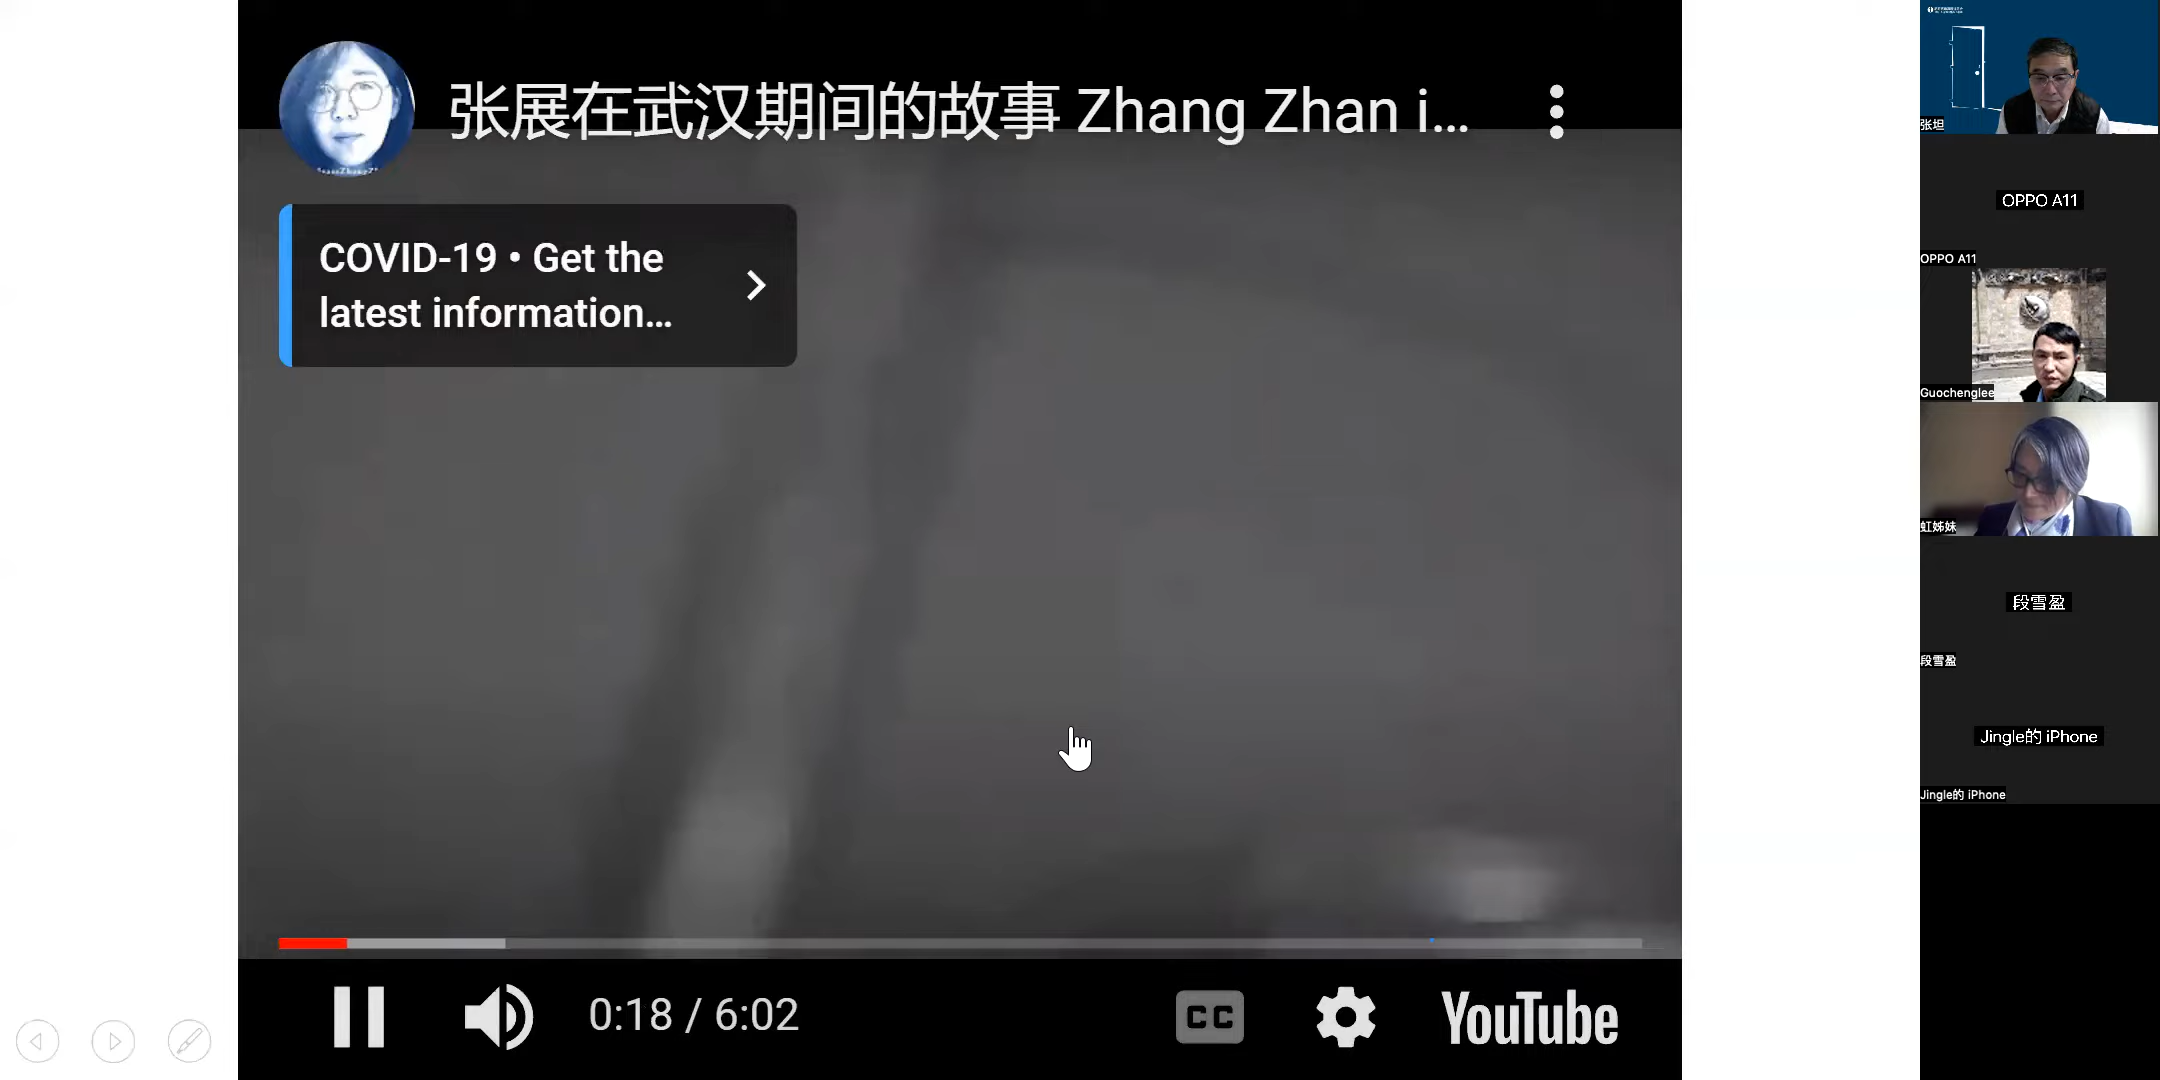 张展在武汉期间的故事 Zhang Zhan i...
COVID-19 • Get the
latest information...
0:18 / 6:02
CC
YouTube
张坦
OPPO A11
OPPO A11
Guochenglee
虹姊妹
段雪盈
段雪盈
Jingle的 iPhone
Jingle的 iPhone